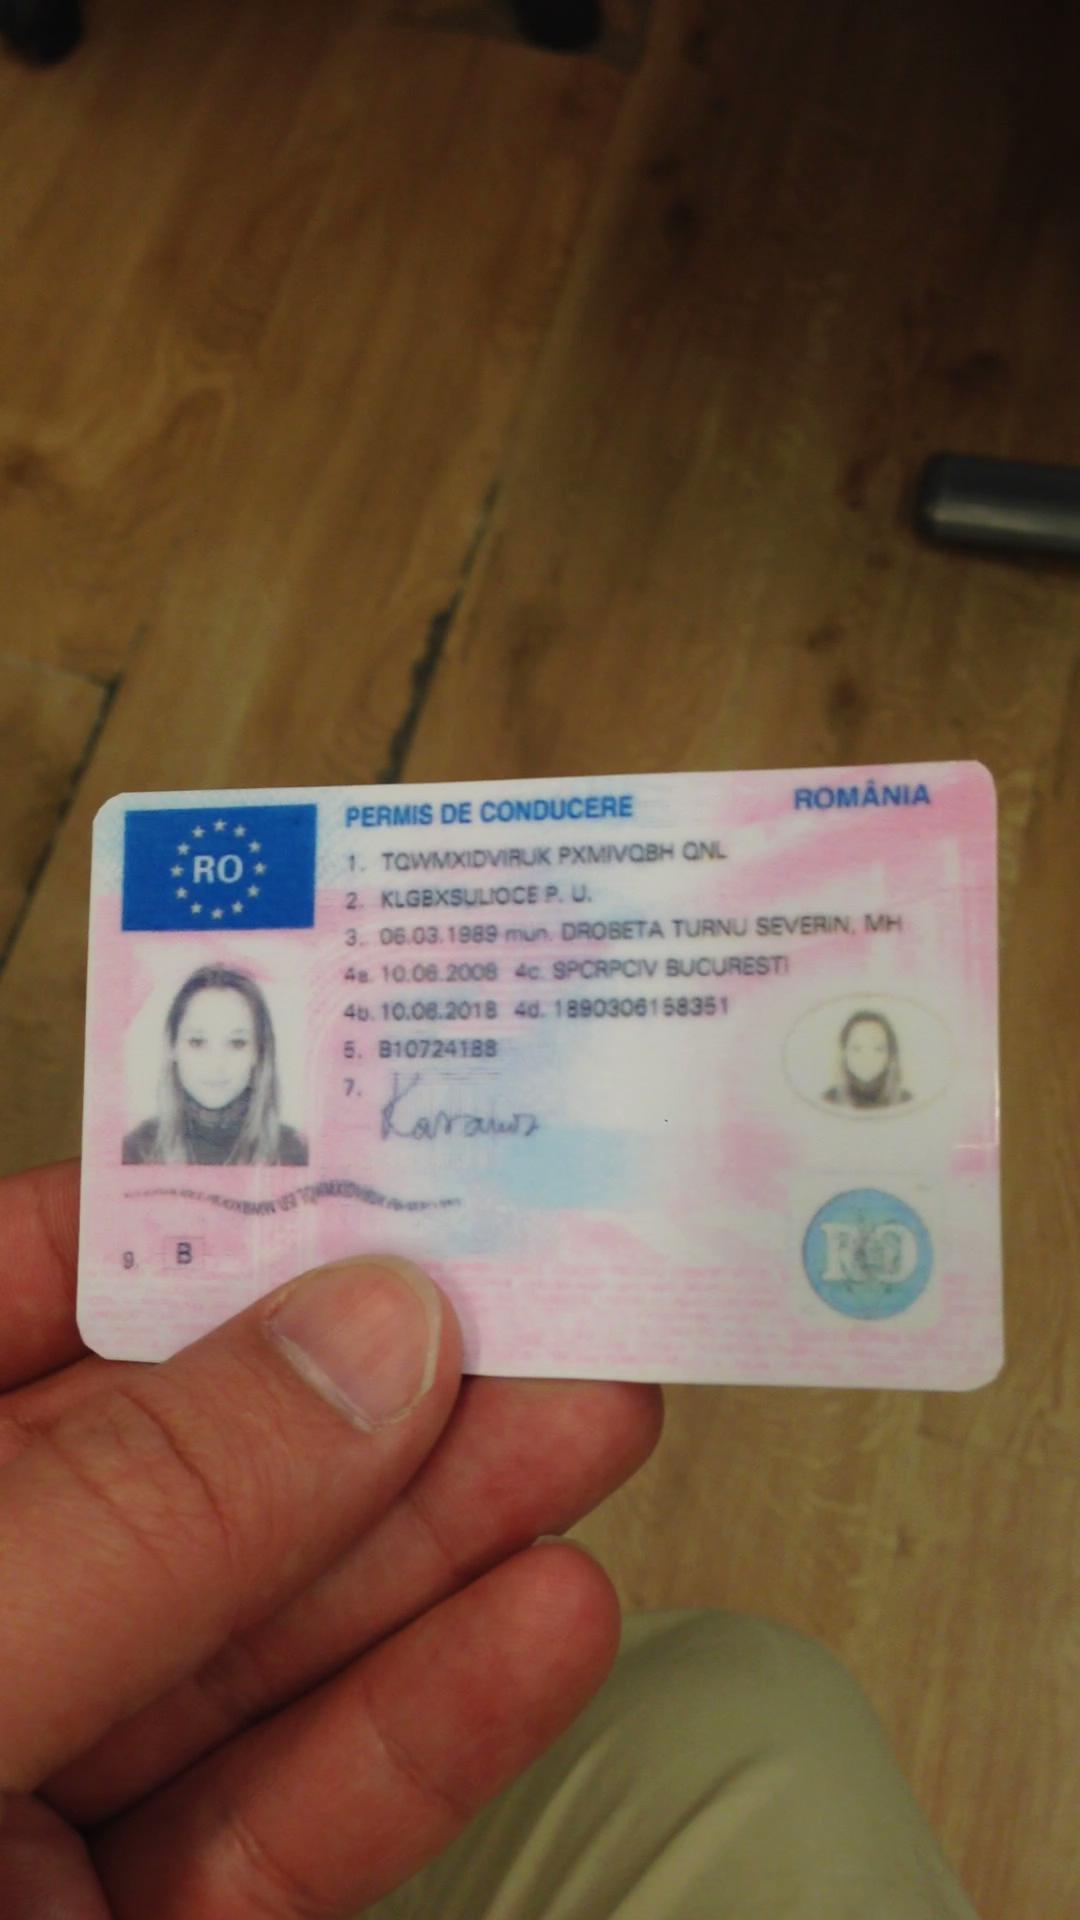 RO
PERMIS DE CONDUCERE ROMÂNIA
1. TQWMXIDVIRUK PXMIVQBH QNL
2. KLGBXSULIOCE P. U.
3. 06.03.1989 mun. DROBETA TURNU SEVERIN, MH
4a. 10.06.2008 4c. SPCRPCIV BUCURESTI
4b. 10.06.2018 4d. 1890306158351
5. B10724188
7.
9. B
RO